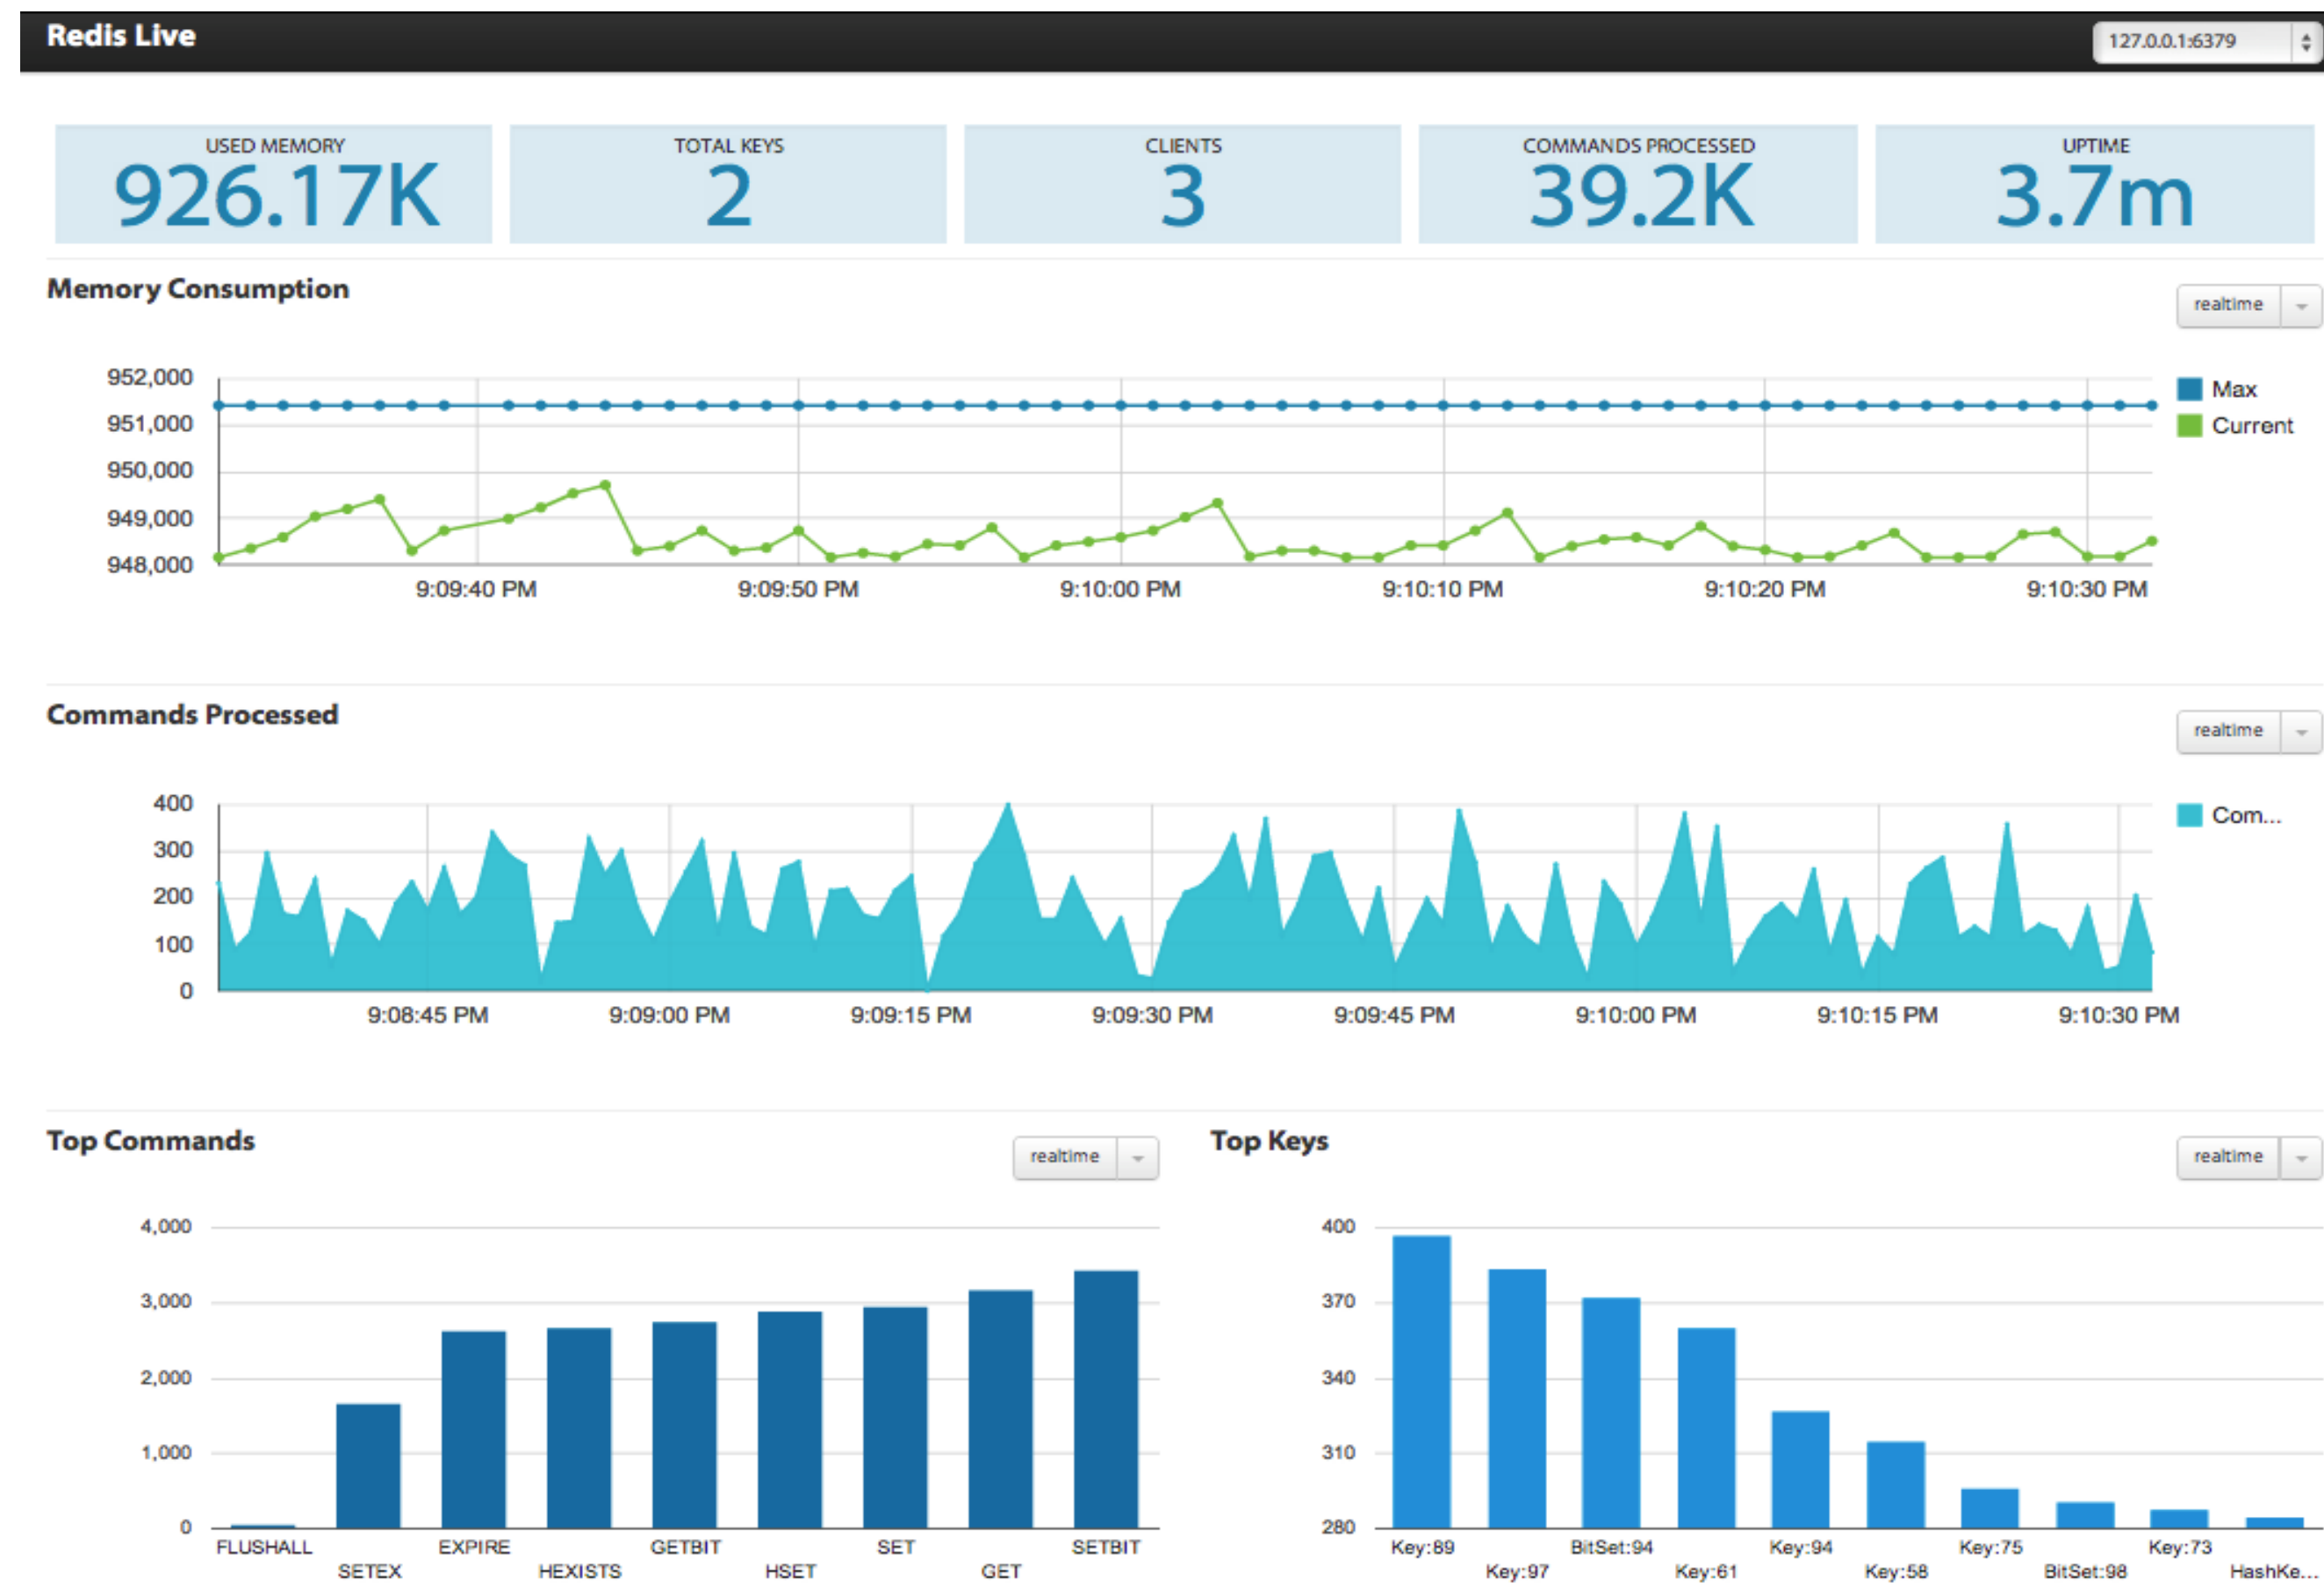 Redis Live
127.0.0.1:6379
USED MEMORY
926.17K
TOTAL KEYS
2
CLIENTS
3
COMMANDS PROCESSED
39.2K
UPTIME
3.7m
Memory Consumption
realtime
952,000
951,000
950,000
949,000
948,000
9:09:40 PM 9:09:50 PM 9:10:00 PM 9:10:10 PM 9:10:20 PM 9:10:30 PM
Max
Current
Commands Processed
realtime
400
300
200
100
0
9:08:45 PM 9:09:00 PM 9:09:15 PM 9:09:30 PM 9:09:45 PM 9:10:00 PM 9:10:15 PM 9:10:30 PM
Com...
Top Commands
realtime
4,000
3,000
2,000
1,000
0
FLUSHALL EXPIRE GETBIT SET SETBIT
SETEX HEXISTS HSET GET
Top Keys
realtime
400
370
340
310
280
Key:89 BitSet:94 Key:94 Key:75 Key:73
Key:97 Key:61 Key:58 BitSet:98 HashKe...